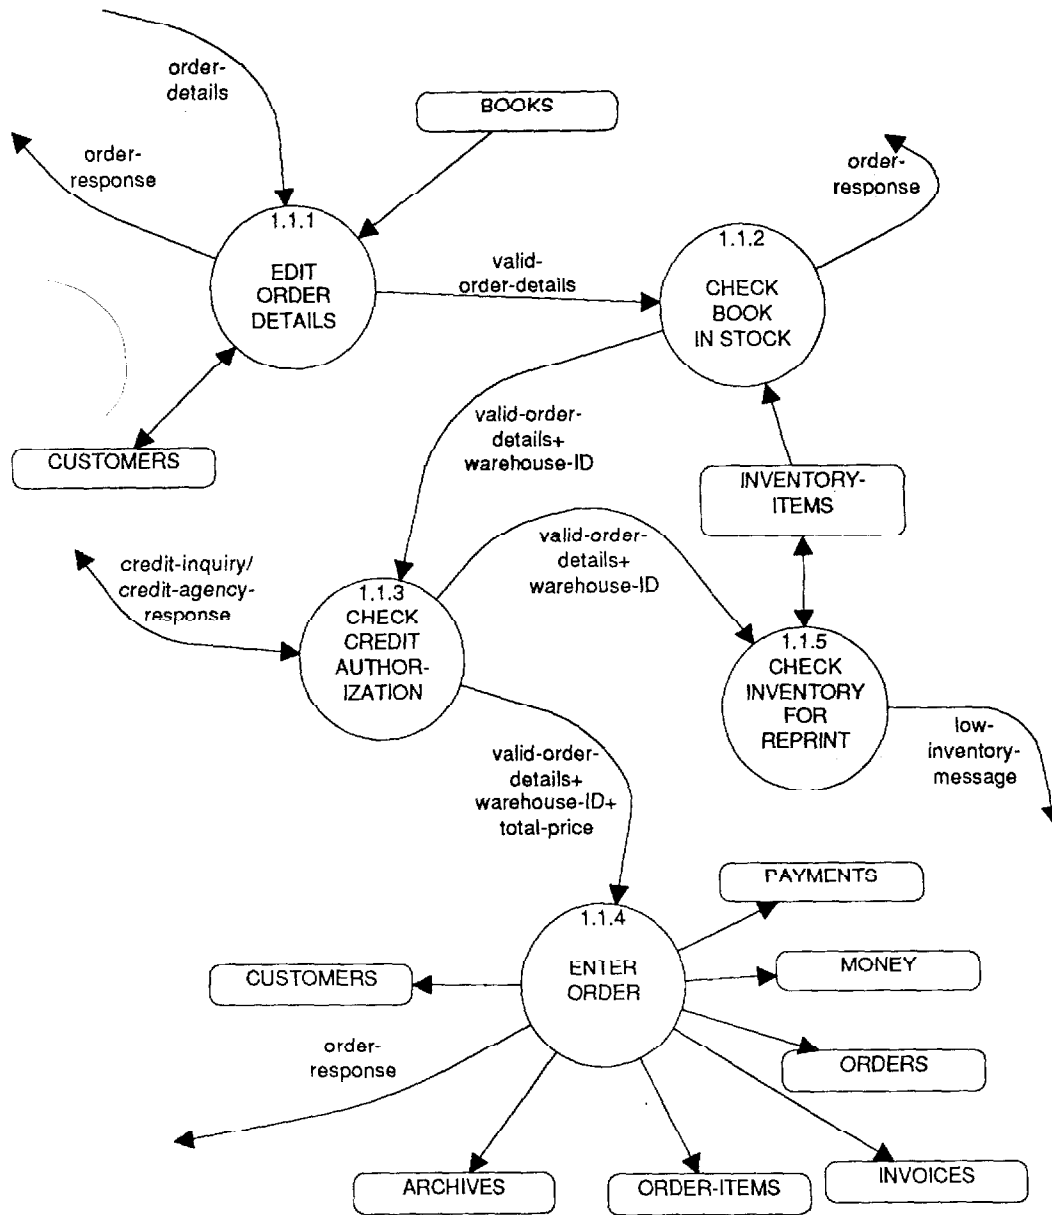 order-
details
BOOKS
order-
response
order-
response
1.1.1
EDIT
ORDER
DETAILS
valid-
order-details
1.1.2
CHECK
BOOK
IN STOCK
CUSTOMERS
valid-order-
details+
warehouse-ID
INVENTORY-
ITEMS
credit-inquiry/
credit-agency-
response
valid-order-
details+
warehouse-ID
1.1.3
CHECK
CREDIT
AUTHOR-
IZATION
1.1.5
CHECK
INVENTORY
FOR
REPRINT
low-
inventory-
message
valid-order-
details+
warehouse-ID+
total-price
PAYMENTS
1.1.4
ENTER
ORDER
CUSTOMERS
MONEY
order-
response
ORDERS
ARCHIVES
ORDER-ITEMS
INVOICES